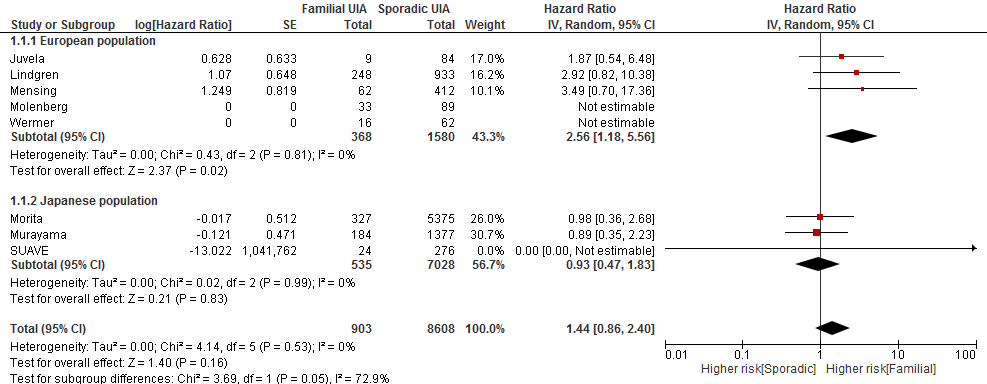 Familial UIA Sporadic UIA Hazard Ratio Hazard Ratio
Study or Subgroup log[Hazard Ratio] SE Total Total Weight IV, Random, 95% CI IV, Random, 95% CI
1.1.1 European population
Juvela 0.628 0.633 9 84 17.0% 1.87 [0.54, 6.48]
Lindgren 1.07 0.648 248 933 16.2% 2.92 [0.82, 10.38]
Mensing 1.249 0.819 62 412 10.1% 3.49 [0.70, 17.36]
Molenberg 0 0 33 89 Not estimable
Wermer 0 0 16 62 Not estimable
Subtotal (95% CI) 368 1580 43.3% 2.56 [1.18, 5.56]
Heterogeneity: Tau² = 0.00; Chi² = 0.43, df = 2 (P = 0.81); I² = 0%
Test for overall effect: Z = 2.37 (P = 0.02)
1.1.2 Japanese population
Morita -0.017 0.512 327 5375 26.0% 0.98 [0.36, 2.68]
Murayama -0.121 0.471 184 1377 30.7% 0.89 [0.35, 2.23]
SUAVE -13.022 1,041,762 24 276 0.0% 0.00 [0.00, Not estimable]
Subtotal (95% CI) 535 7028 56.7% 0.93 [0.47, 1.83]
Heterogeneity: Tau² = 0.00; Chi² = 0.02, df = 2 (P = 0.99); I² = 0%
Test for overall effect: Z = 0.21 (P = 0.83)
Total (95% CI) 903 8608 100.0% 1.44 [0.86, 2.40]
Heterogeneity: Tau² = 0.00; Chi² = 4.14, df = 5 (P = 0.53); I² = 0%
Test for overall effect: Z = 1.40 (P = 0.16)
Test for subgroup differences: Chi² = 3.69, df = 1 (P = 0.05), I² = 72.9%
0.01 0.1 1 10 100
Higher risk[Sporadic] Higher risk[Familial]